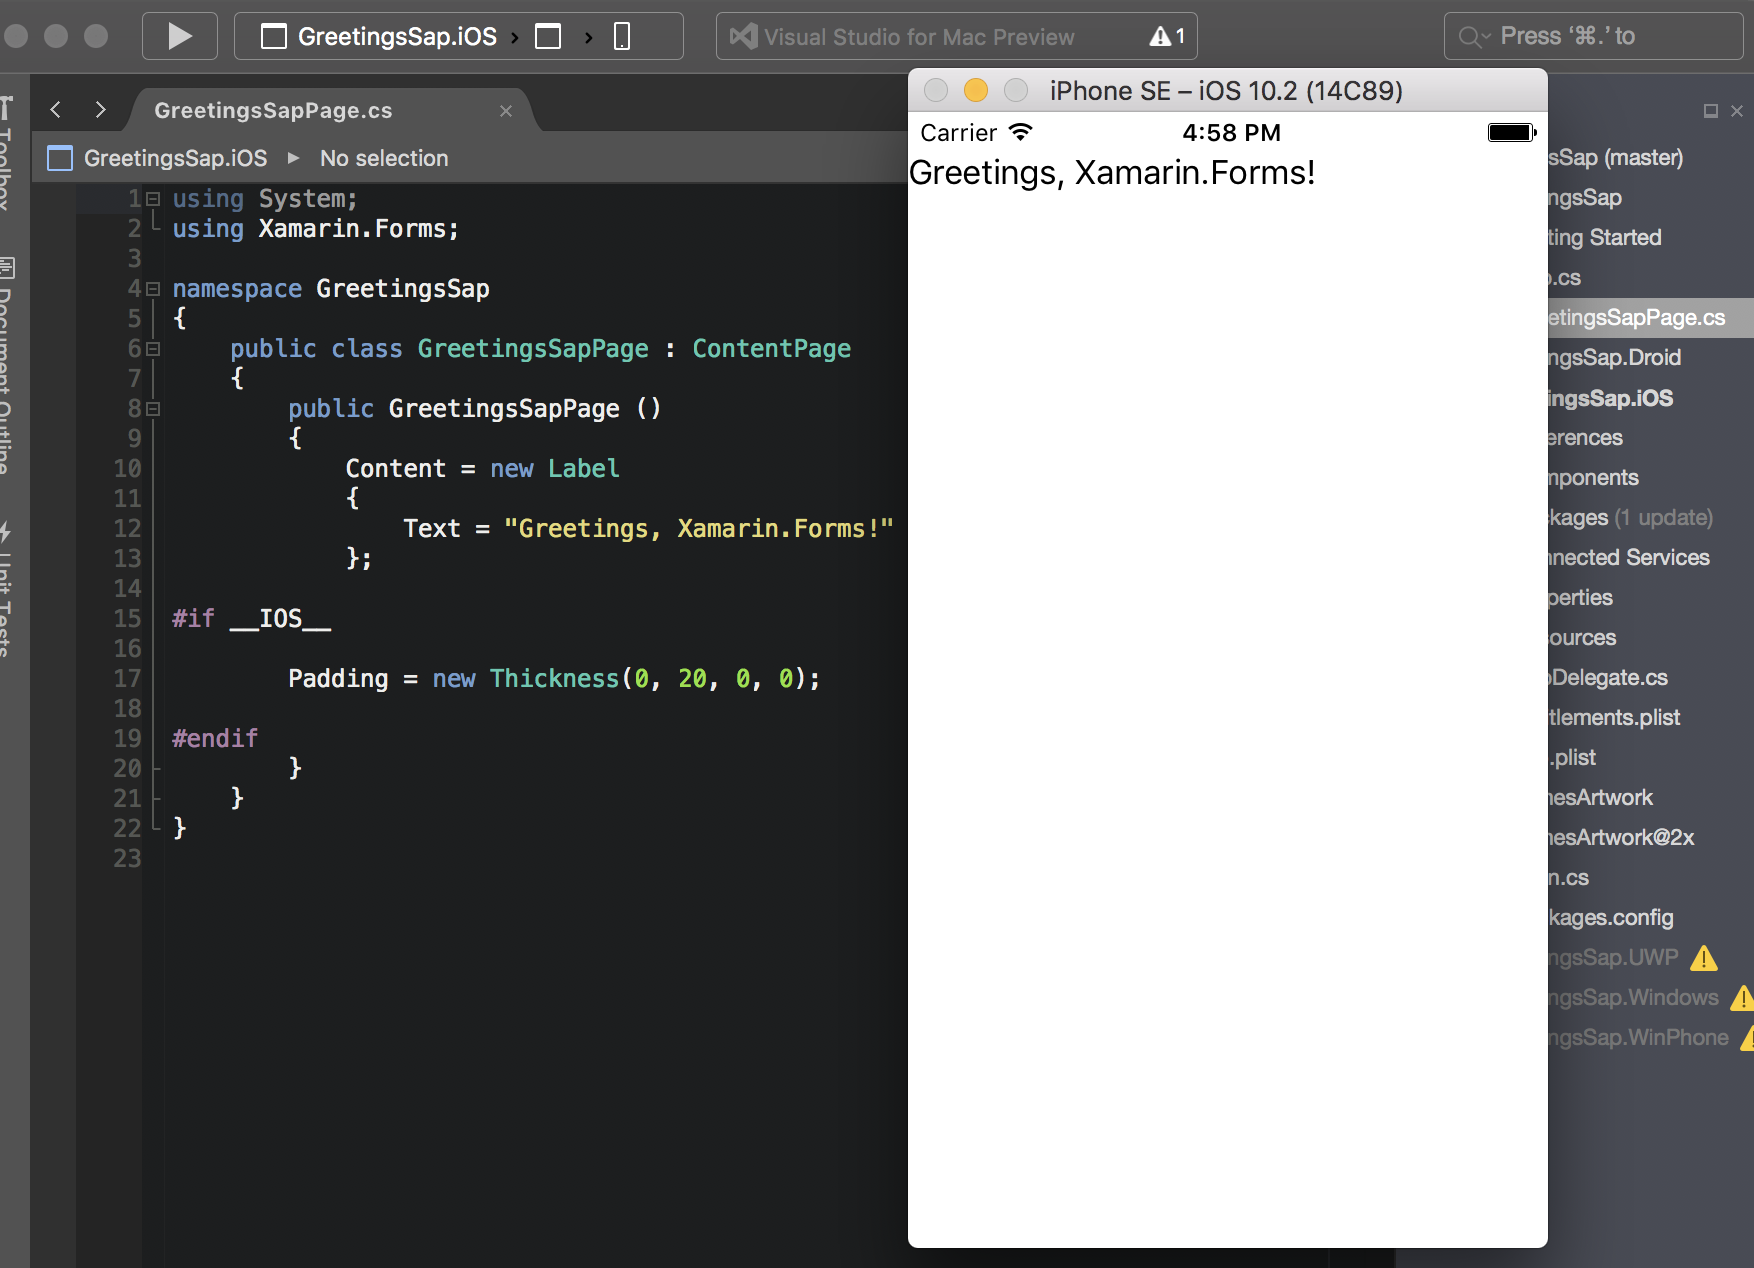 GreetingsSap.iOS
Visual Studio for Mac Preview
1
Press ‘⌘.’ to
GreetingsSapPage.cs
GreetingsSap.iOS ▸ No selection
Toolbox
Document Outline
Unit Tests
1 using System;
2 using Xamarin.Forms;
3
4 namespace GreetingsSap
5 {
6 public class GreetingsSapPage : ContentPage
7 {
8 public GreetingsSapPage ()
9 {
10 Content = new Label
11 {
12 Text = "Greetings, Xamarin.Forms!"
13 };
14
15 #if __IOS__
16
17 Padding = new Thickness(0, 20, 0, 0);
18
19 #endif
20 }
21 }
22 }
23
iPhone SE – iOS 10.2 (14C89)
Carrier 4:58 PM
Greetings, Xamarin.Forms!
sSap (master)
ngsSap
ting Started
.cs
etingsSapPage.cs
ngsSap.Droid
ingsSap.iOS
erences
mponents
kages (1 update)
nnected Services
perties
sources
Delegate.cs
tlements.plist
.plist
nesArtwork
nesArtwork@2x
n.cs
kages.config
ngsSap.UWP
ngsSap.Windows
ngsSap.WinPhone